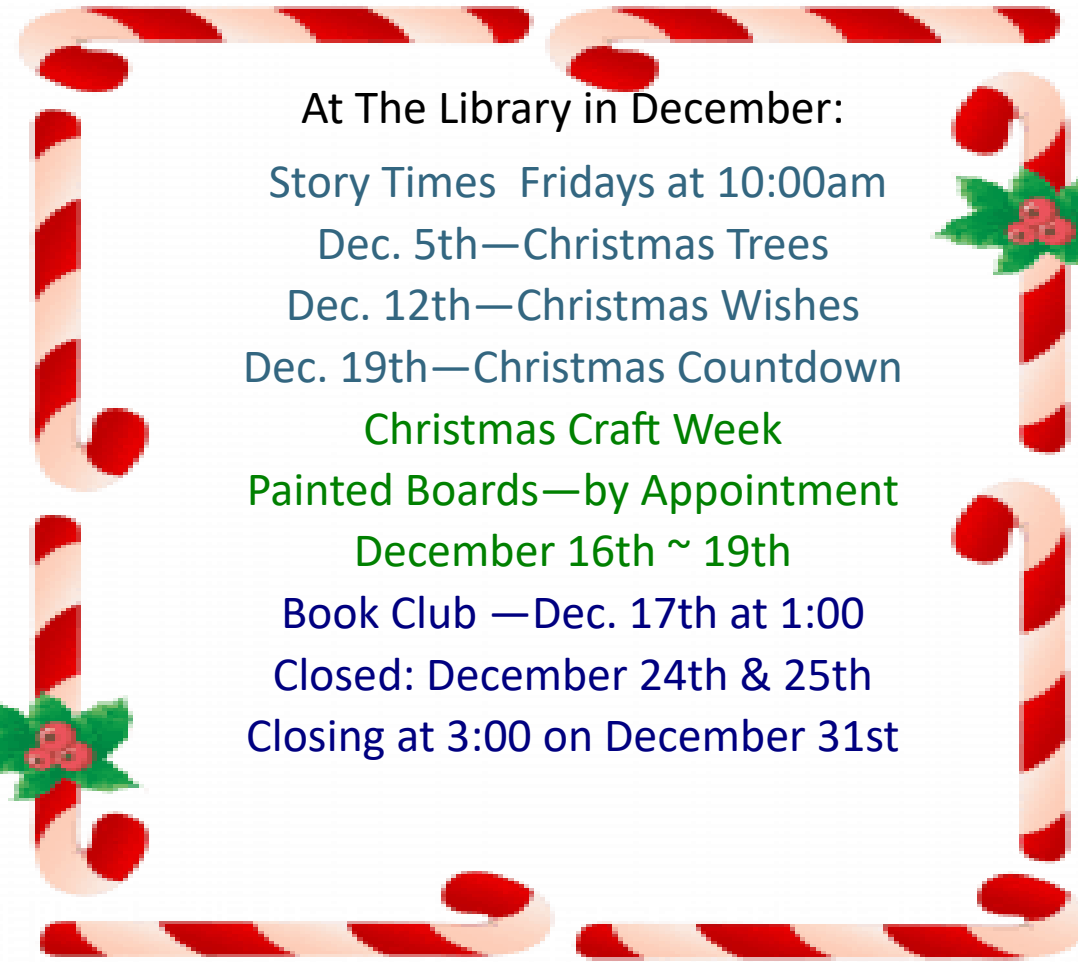 At The Library in December:
Story Times  Fridays at 10:00am
Dec. 5th—Christmas Trees
Dec. 12th—Christmas Wishes
Dec. 19th—Christmas Countdown
Christmas Craft Week
Painted Boards—by Appointment
December 16th ~ 19th
Book Club —Dec. 17th at 1:00
Closed: December 24th & 25th
Closing at 3:00 on December 31st